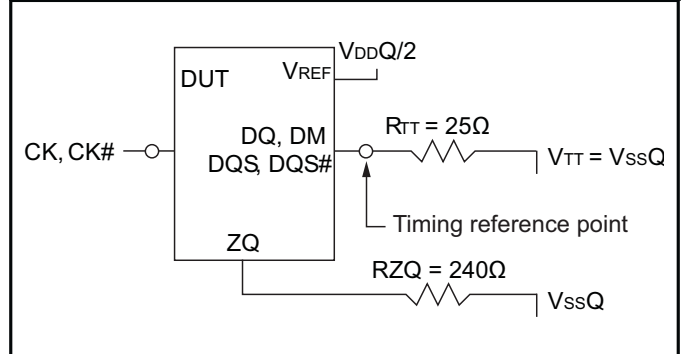 VDDQ/2
DUT
VREF
RTT = 25Ω
CK, CK#
DQ, DM
DQS, DQS#
VTT = VSSQ
Timing reference point
ZQ
RZQ = 240Ω
VSSQ